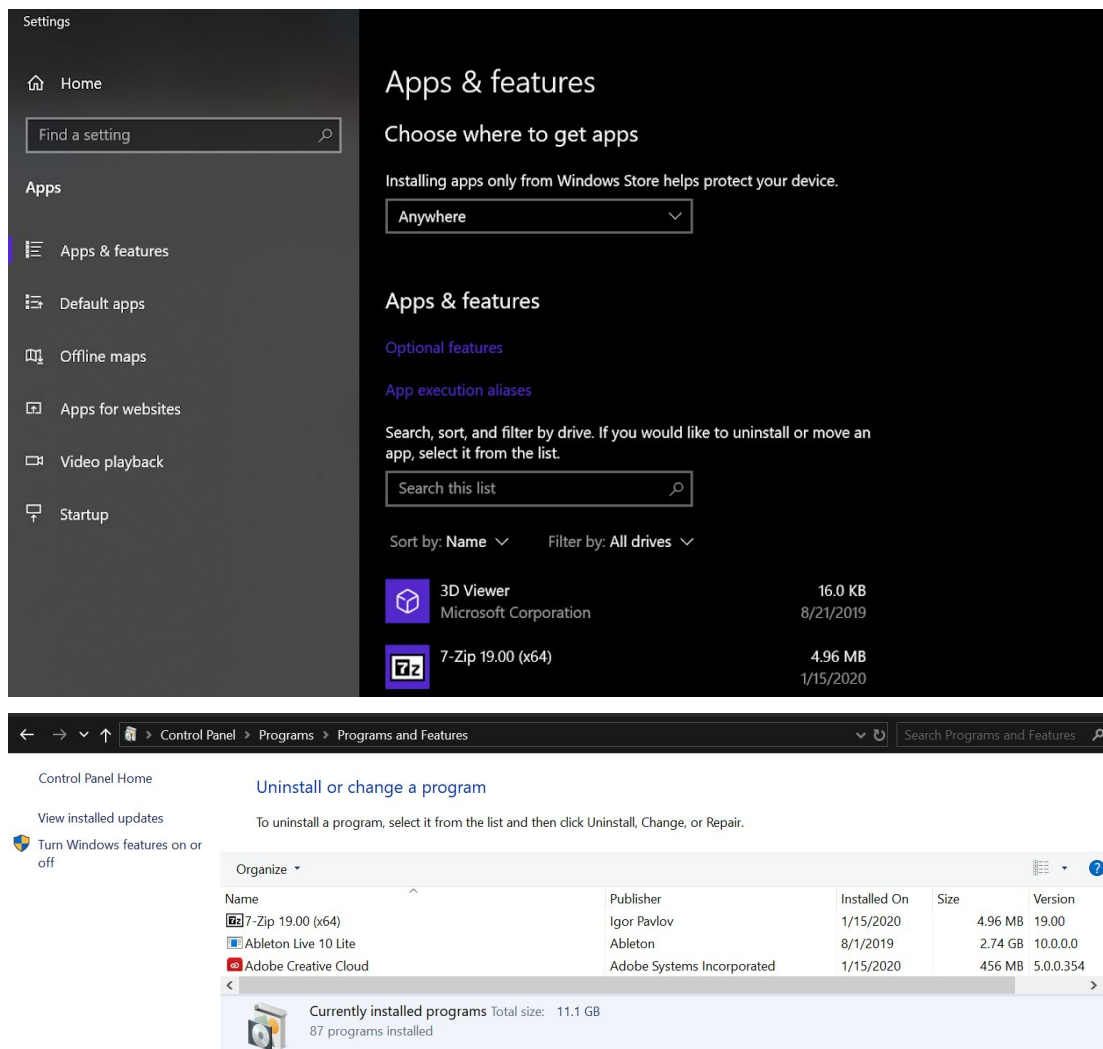 Settings
Home
Find a setting
Apps
Apps & features
Default apps
Offline maps
Apps for websites
Video playback
Startup
Apps & features
Choose where to get apps
Installing apps only from Windows Store helps protect your device.
Anywhere
Apps & features
Optional features
App execution aliases
Search, sort, and filter by drive. If you would like to uninstall or move an
app, select it from the list.
Search this list
Sort by: Name Filter by: All drives
3D Viewer 16.0 KB
Microsoft Corporation 8/21/2019
7z 7-Zip 19.00 (x64) 4.96 MB
1/15/2020
Control Panel > Programs > Programs and Features Search Programs and Features
Control Panel Home
View installed updates
Turn Windows features on or
off
Uninstall or change a program
To uninstall a program, select it from the list and then click Uninstall, Change, or Repair.
Organize
Name Publisher Installed On Size Version
7z 7-Zip 19.00 (x64) Igor Pavlov 1/15/2020 4.96 MB 19.00
Ableton Live 10 Lite Ableton 8/1/2019 2.74 GB 10.0.0.0
Adobe Creative Cloud Adobe Systems Incorporated 1/15/2020 456 MB 5.0.0.354
Currently installed programs Total size: 11.1 GB
87 programs installed